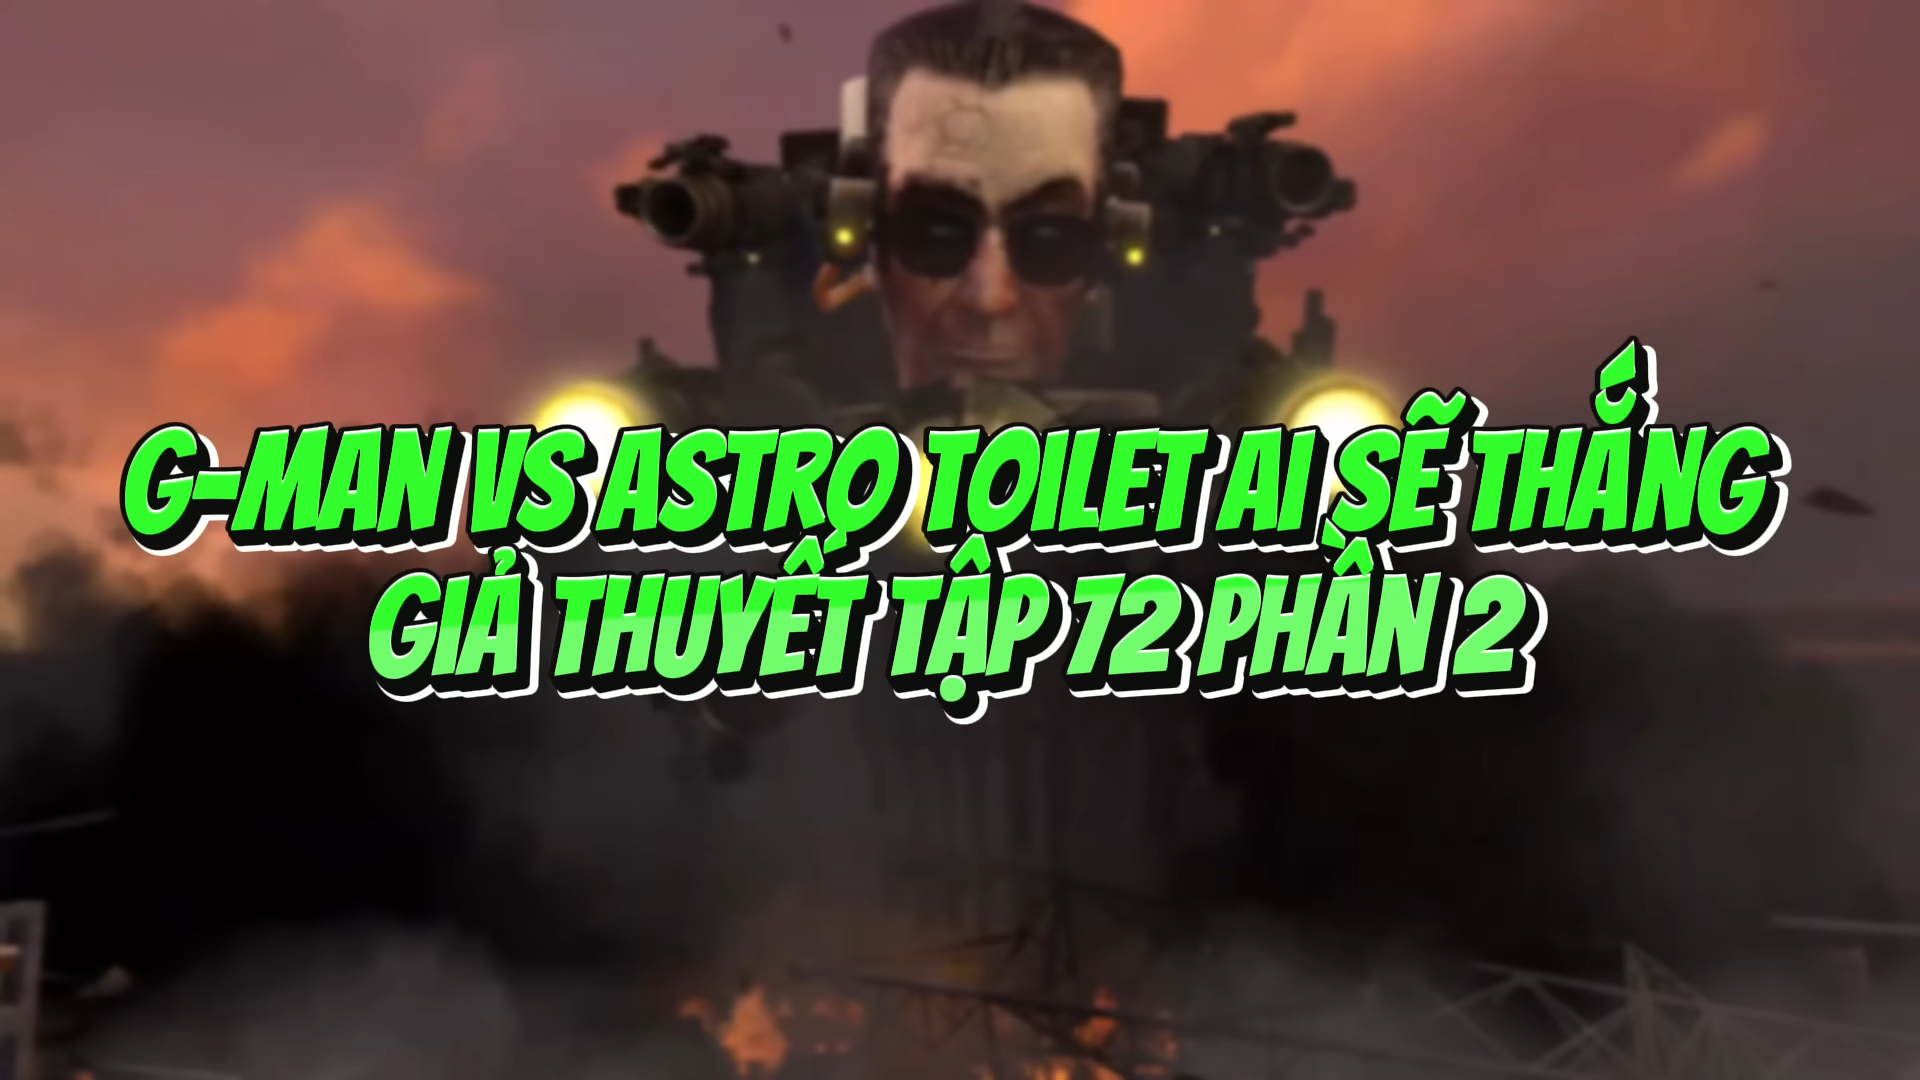 G-MAN VS ASTRO TOILET AI SẼ THẮNG
GIẢ THUYẾT TẬP 72 PHẦN 2